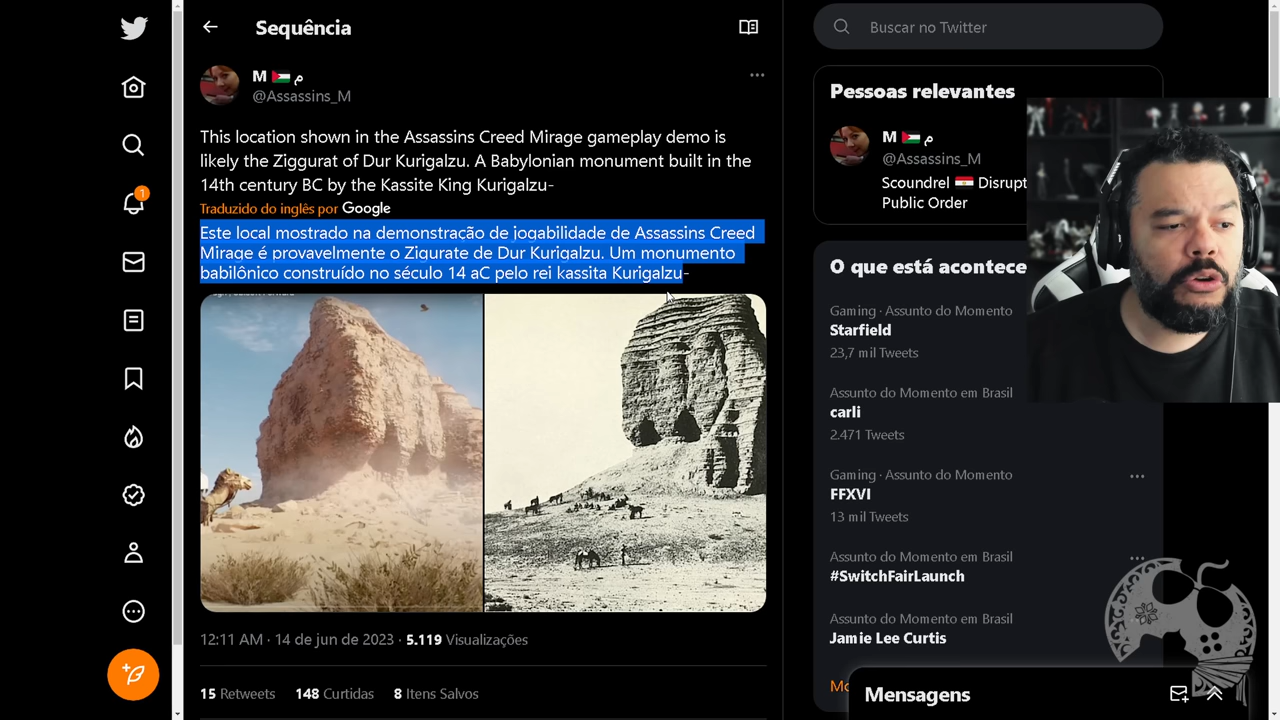 Sequência
M 🇵🇸 م
@Assassins_M
This location shown in the Assassins Creed Mirage gameplay demo is
likely the Ziggurat of Dur Kurigalzu. A Babylonian monument built in the
14th century BC by the Kassite King Kurigalzu-
Traduzido do inglês por Google
Este local mostrado na demonstração de jogabilidade de Assassins Creed
Mirage é provavelmente o Zigurate de Dur Kurigalzu. Um monumento
babilônico construído no século 14 aC pelo rei kassita Kurigalzu-
12:11 AM · 14 de jun de 2023 · 5.119 Visualizações
15 Retweets 148 Curtidas 8 Itens Salvos
1
Buscar no Twitter
Pessoas relevantes
M 🇵🇸 م
@Assassins_M
Scoundrel 🇪🇬 Disrupt
Public Order
O que está acontece
Gaming · Assunto do Momento
Starfield
23,7 mil Tweets
Assunto do Momento em Brasil
carli
2.471 Tweets
Gaming · Assunto do Momento
FFXVI
13 mil Tweets
Assunto do Momento em Brasil
#SwitchFairLaunch
Assunto do Momento em Brasil
Jamie Lee Curtis
Mo
Mensagens